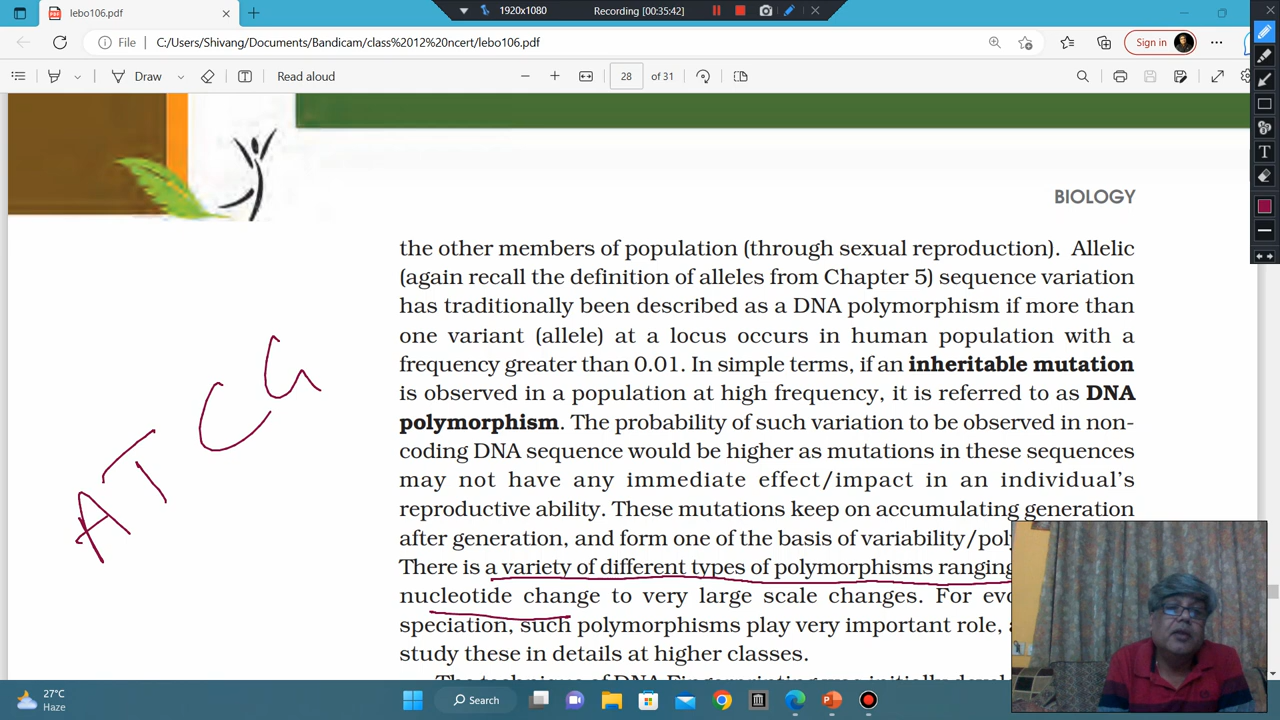 lebo106.pdf
1920x1080
Recording [00:35:42]
File
C:/Users/Shivang/Documents/Bandicam/class%2012%20ncert/lebo106.pdf
Sign in
Draw
Read aloud
28
of 31
BIOLOGY
the other members of population (through sexual reproduction). Allelic
(again recall the definition of alleles from Chapter 5) sequence variation
has traditionally been described as a DNA polymorphism if more than
one variant (allele) at a locus occurs in human population with a
frequency greater than 0.01. In simple terms, if an inheritable mutation
is observed in a population at high frequency, it is referred to as DNA
polymorphism. The probability of such variation to be observed in non-
coding DNA sequence would be higher as mutations in these sequences
may not have any immediate effect/impact in an individual's
reproductive ability. These mutations keep on accumulating generation
after generation, and form one of the basis of variability/pol
There is a variety of different types of polymorphisms ranging
nucleotide change to very large scale changes. For evo
speciation, such polymorphisms play very important role, a
study these in details at higher classes.
A T C G
27°C
Haze
Search